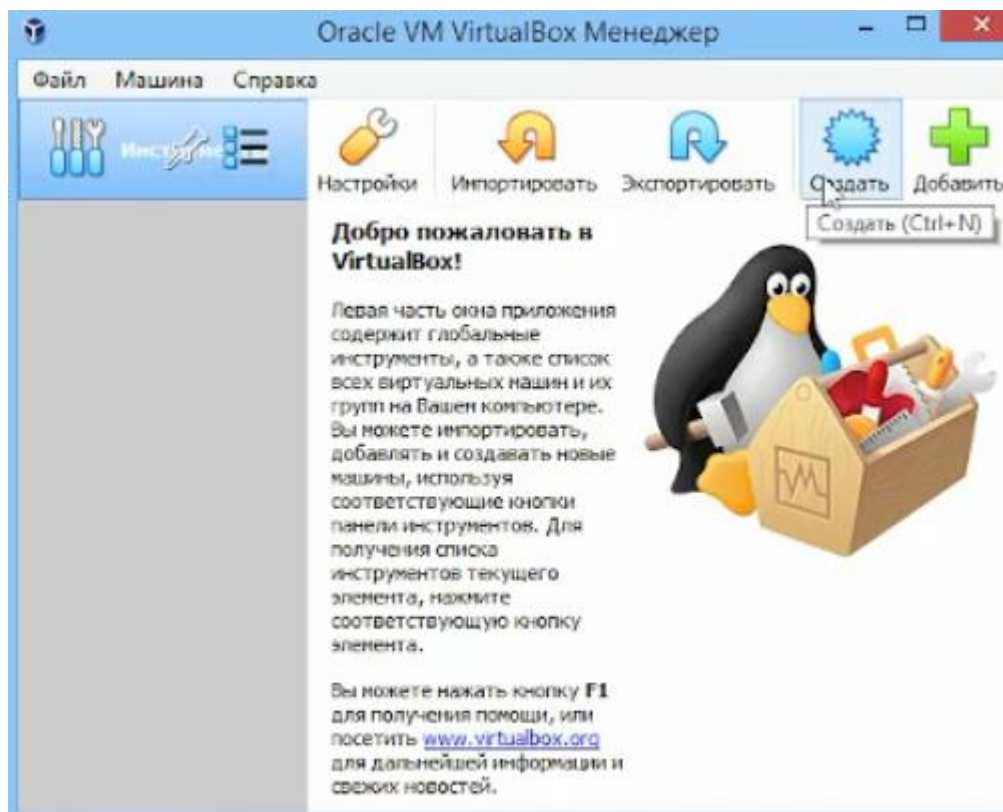 Oracle VM VirtualBox Менеджер
Файл Машина Справка
Настройки Импортировать Экспортировать Создать Добавить
Создать (Ctrl+N)
Добро пожаловать в
VirtualBox!
Левая часть окна приложения
содержит глобальные
инструменты, а также список
всех виртуальных машин и их
групп на Вашем компьютере.
Вы можете импортировать,
добавлять и создавать новые
машины, используя
соответствующие кнопки
панели инструментов. Для
получения списка
инструментов текущего
элемента, нажмите
соответствующую кнопку
элемента.
Вы можете нажать кнопку F1
для получения помощи, или
посетить www.virtualbox.org
для дальнейшей информации и
свежих новостей.